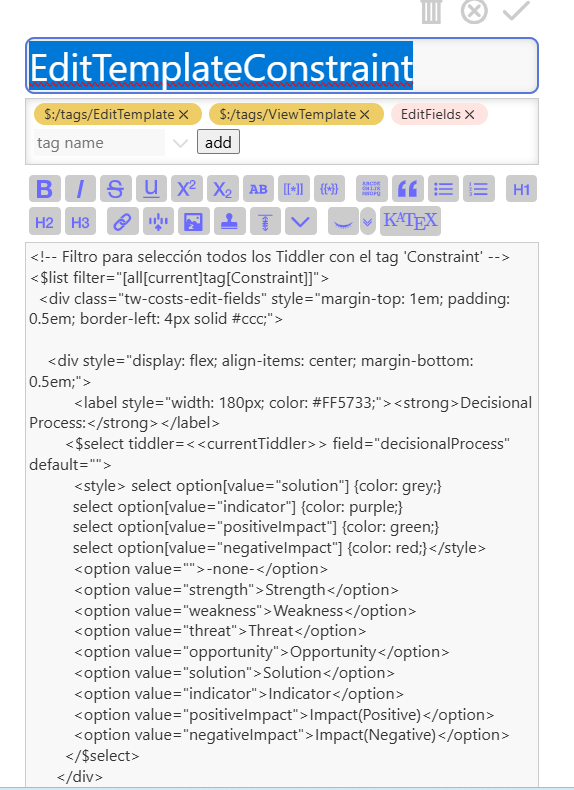 EditTemplateConstraint
$:/tags/EditTemplate × $:/tags/ViewTemplate × EditFields ×
tag name add
B I S U X² X₂ AB [[*]] {{*}} ABCDE GHIJK NOPQR “ H1
H2 H3 KATEX
<!-- Filtro para selección todos los Tiddler con el tag 'Constraint' -->
<$list filter="[all[current]tag[Constraint]]">
<div class="tw-costs-edit-fields" style="margin-top: 1em; padding:
0.5em; border-left: 4px solid #ccc;">
<div style="display: flex; align-items: center; margin-bottom:
0.5em;">
<label style="width: 180px; color: #FF5733;"><strong>Decisional
Process:</strong></label>
<$select tiddler=<<currentTiddler>> field="decisionalProcess"
default="">
<style> select option[value="solution"] {color: grey;}
select option[value="indicator"] {color: purple;}
select option[value="positiveImpact"] {color: green;}
select option[value="negativeImpact"] {color: red;}</style>
<option value="">-none-</option>
<option value="strength">Strength</option>
<option value="weakness">Weakness</option>
<option value="threat">Threat</option>
<option value="opportunity">Opportunity</option>
<option value="solution">Solution</option>
<option value="indicator">Indicator</option>
<option value="positiveImpact">Impact(Positive)</option>
<option value="negativeImpact">Impact(Negative)</option>
</$select>
</div>